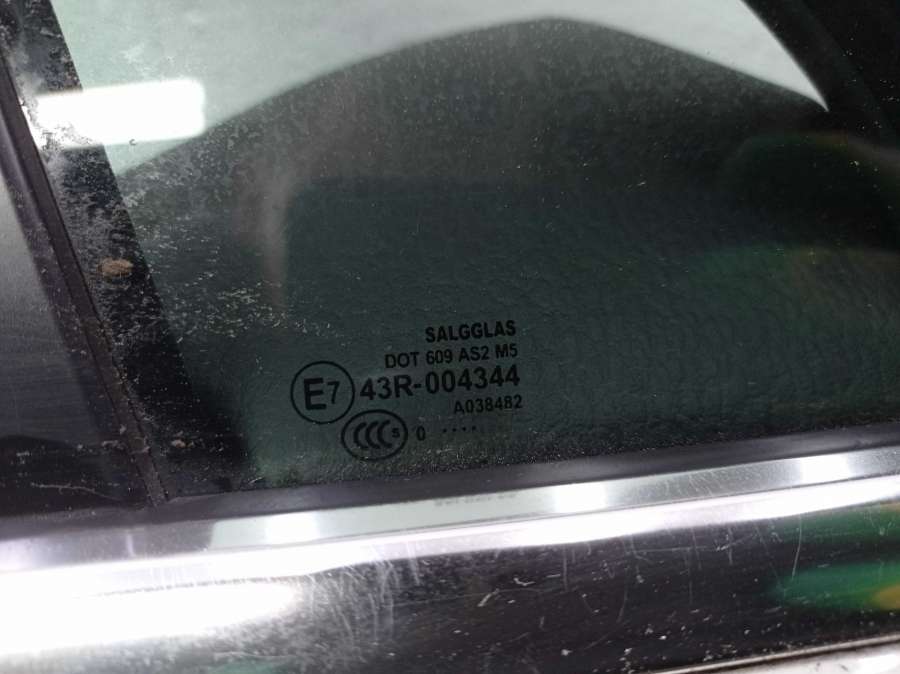 SALGGLAS
DOT 609 AS2 M5
E7 43R-004344
A038482
CCC S 0 ....